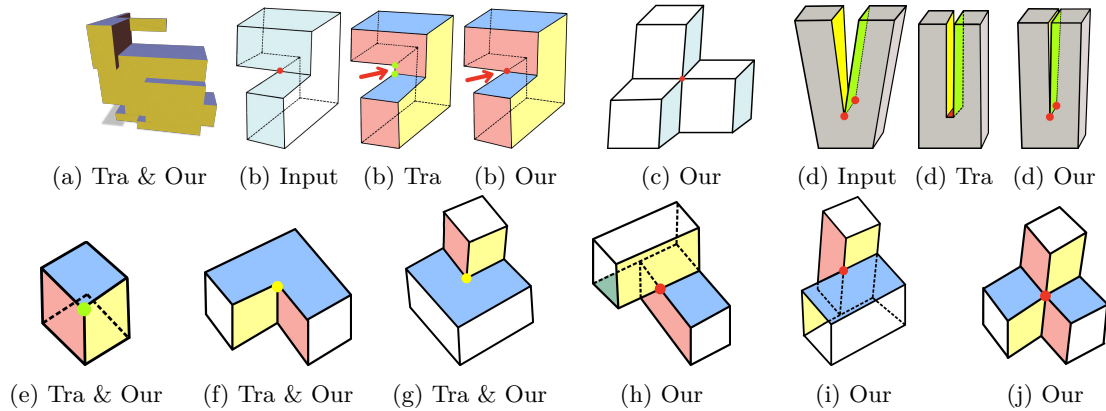 (a) Tra & Our (b) Input (b) Tra (b) Our (c) Our (d) Input (d) Tra (d) Our
(e) Tra & Our (f) Tra & Our (g) Tra & Our (h) Our (i) Our (j) Our